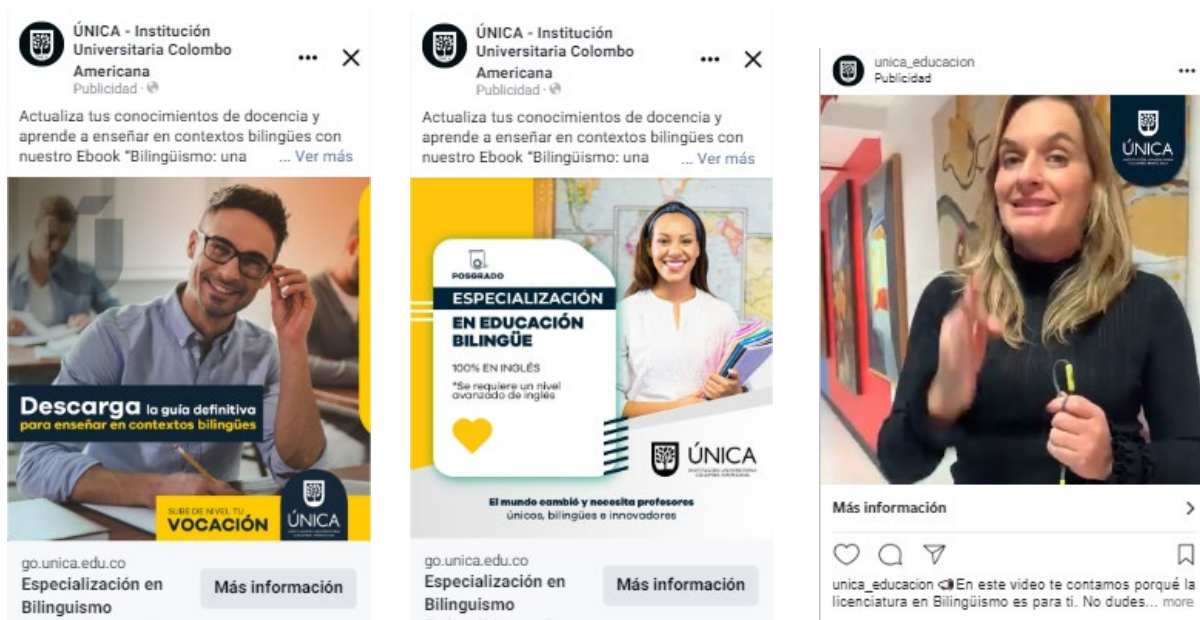 ÚNICA - Institución
Universitaria Colombo
Americana
Publicidad ·
Actualiza tus conocimientos de docencia y
aprende a enseñar en contextos bilingües con
nuestro Ebook “Bilingüismo: una ... Ver más
Descarga la guía definitiva
para enseñar en contextos bilingües
SUBE DE NIVEL TU
VOCACIÓN
ÚNICA
go.unica.edu.co
Especialización en
Bilinguismo
Más información
ÚNICA - Institución
Universitaria Colombo
Americana
Publicidad ·
Actualiza tus conocimientos de docencia y
aprende a enseñar en contextos bilingües con
nuestro Ebook “Bilingüismo: una ... Ver más
POSGRADO
ESPECIALIZACIÓN
EN EDUCACIÓN
BILINGÜE
100% EN INGLÉS
*Se requiere un nivel
avanzado de inglés
ÚNICA
INSTITUCIÓN UNIVERSITARIA
COLOMBO AMERICANA
El mundo cambió y necesita profesores
únicos, bilingües e innovadores
go.unica.edu.co
Especialización en
Bilinguismo
Más información
unica_educacion
Publicidad
ÚNICA
Más información
unica_educacion En este video te contamos porqué la
licenciatura en Bilingüismo es para ti. No dudes... more